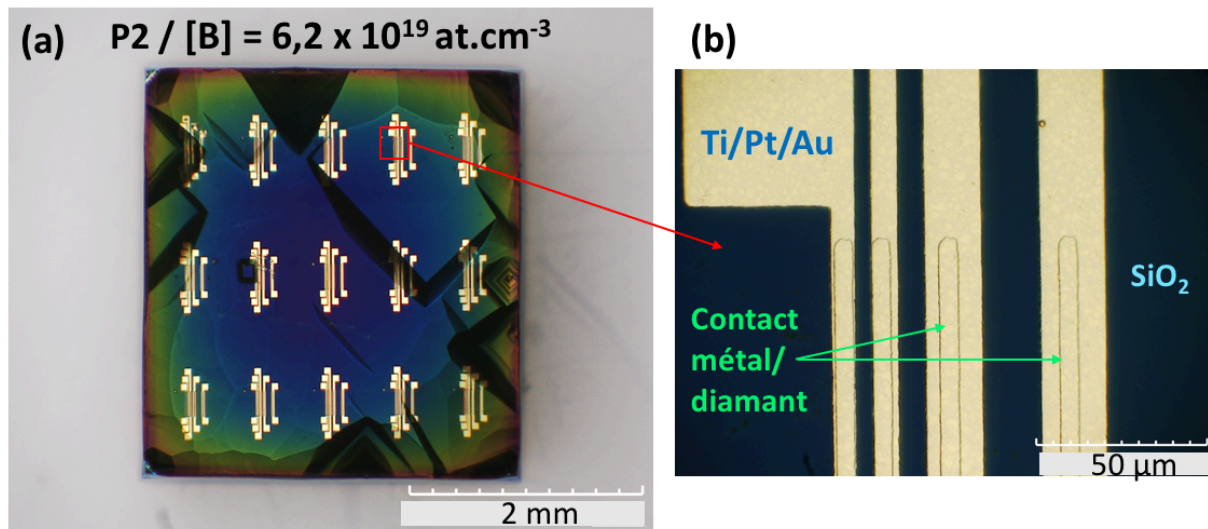 (a) P2 / [B] = 6,2 x 10¹⁹ at.cm⁻³
2 mm
(b)
Ti/Pt/Au
SiO₂
Contact
métal/
diamant
50 μm